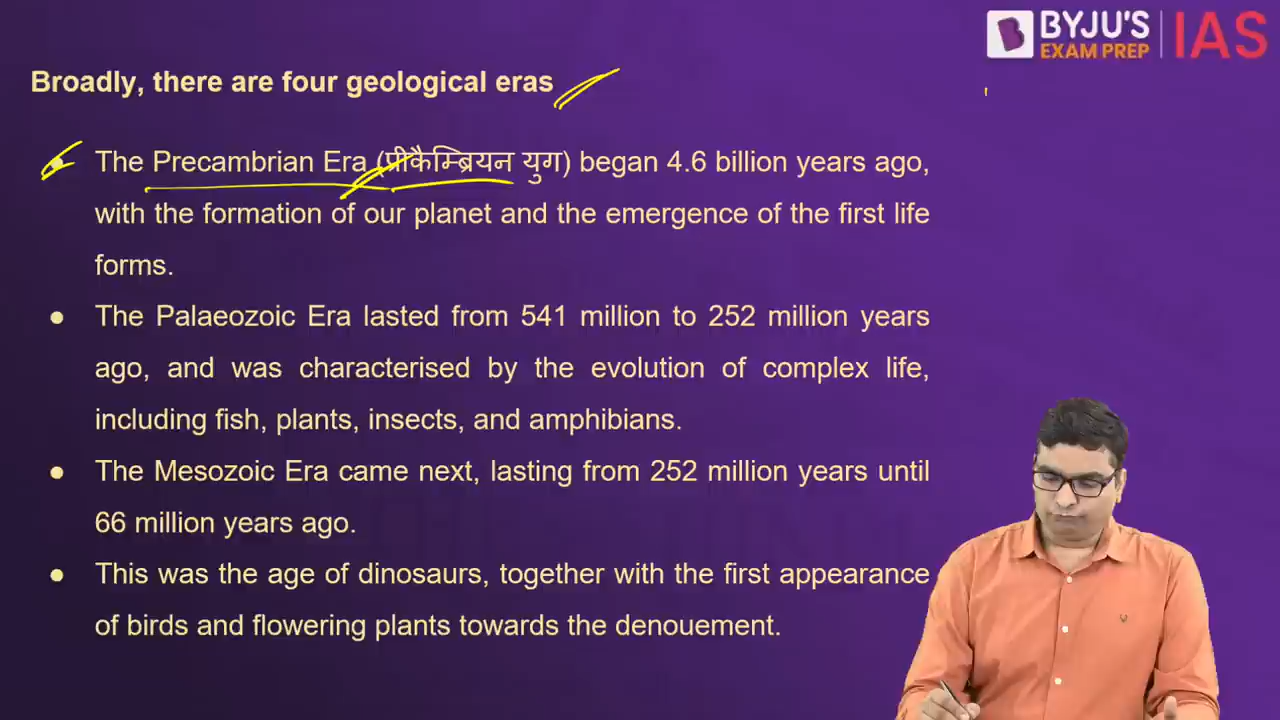 BYJU'S
EXAM PREP
IAS
Broadly, there are four geological eras
● The Precambrian Era (प्रीकैम्ब्रियन युग) began 4.6 billion years ago,
with the formation of our planet and the emergence of the first life
forms.
● The Palaeozoic Era lasted from 541 million to 252 million years
ago, and was characterised by the evolution of complex life,
including fish, plants, insects, and amphibians.
● The Mesozoic Era came next, lasting from 252 million years until
66 million years ago.
● This was the age of dinosaurs, together with the first appearance
of birds and flowering plants towards the denouement.